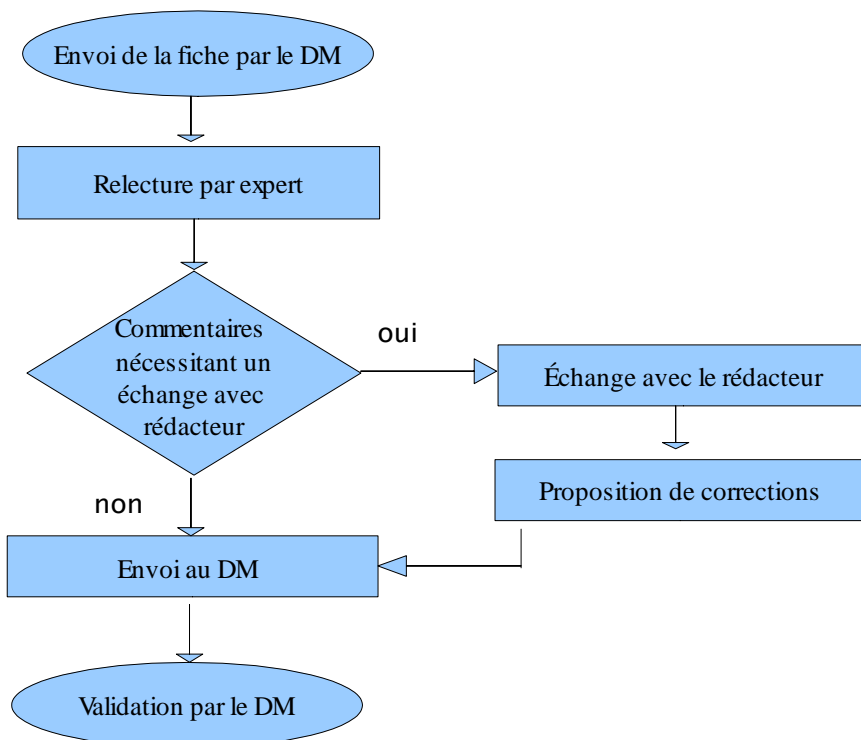 Envoi de la fiche par le DM
Relecture par expert
Commentaires
nécessitant un
échange avec
rédacteur
oui
Échange avec le rédacteur
Proposition de corrections
non
Envoi au DM
Validation par le DM